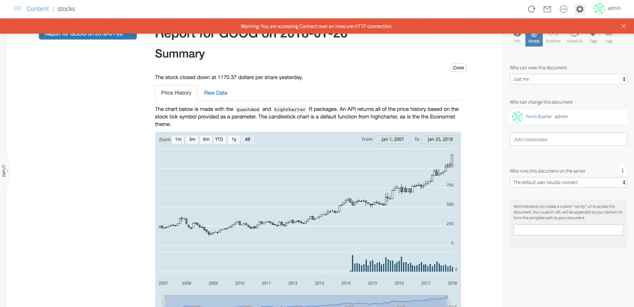 Content / stocks
admin
Warning: You are accessing Connect over an insecure HTTP connection.
Report for GOOG on 2018-01-26
Report for GOOG on 2018-01-26
Summary
Code
The stock closed down at 1170.37 dollars per share yesterday.
Price History
Raw Data
The chart below is made with the quantmod and highcharter R packages. An API returns all of the price history based on the
stock tick symbol provided as a parameter. The candlestick chart is a default function from highcharter, as is the Economist
theme.
Zoom 1m 3m 6m YTD 1y All
From Jan 1, 2007 To Jan 25, 2018
750
500
250
0
0
2007 2008 2009 2010 2011 2012 2013 2014 2015 2016 2017 2018
INPUT
Info Access Runtime Schedule Tags Logs
Who can view this document
Just me
Who can change this document
Ferris Bueller admin
Add collaborator
Who runs this document on the server
The default user rstudio-connect
Administrators can create a custom "vanity" url to access this
document. Your custom URL will be appended to your domain to
form the complete path to your document.